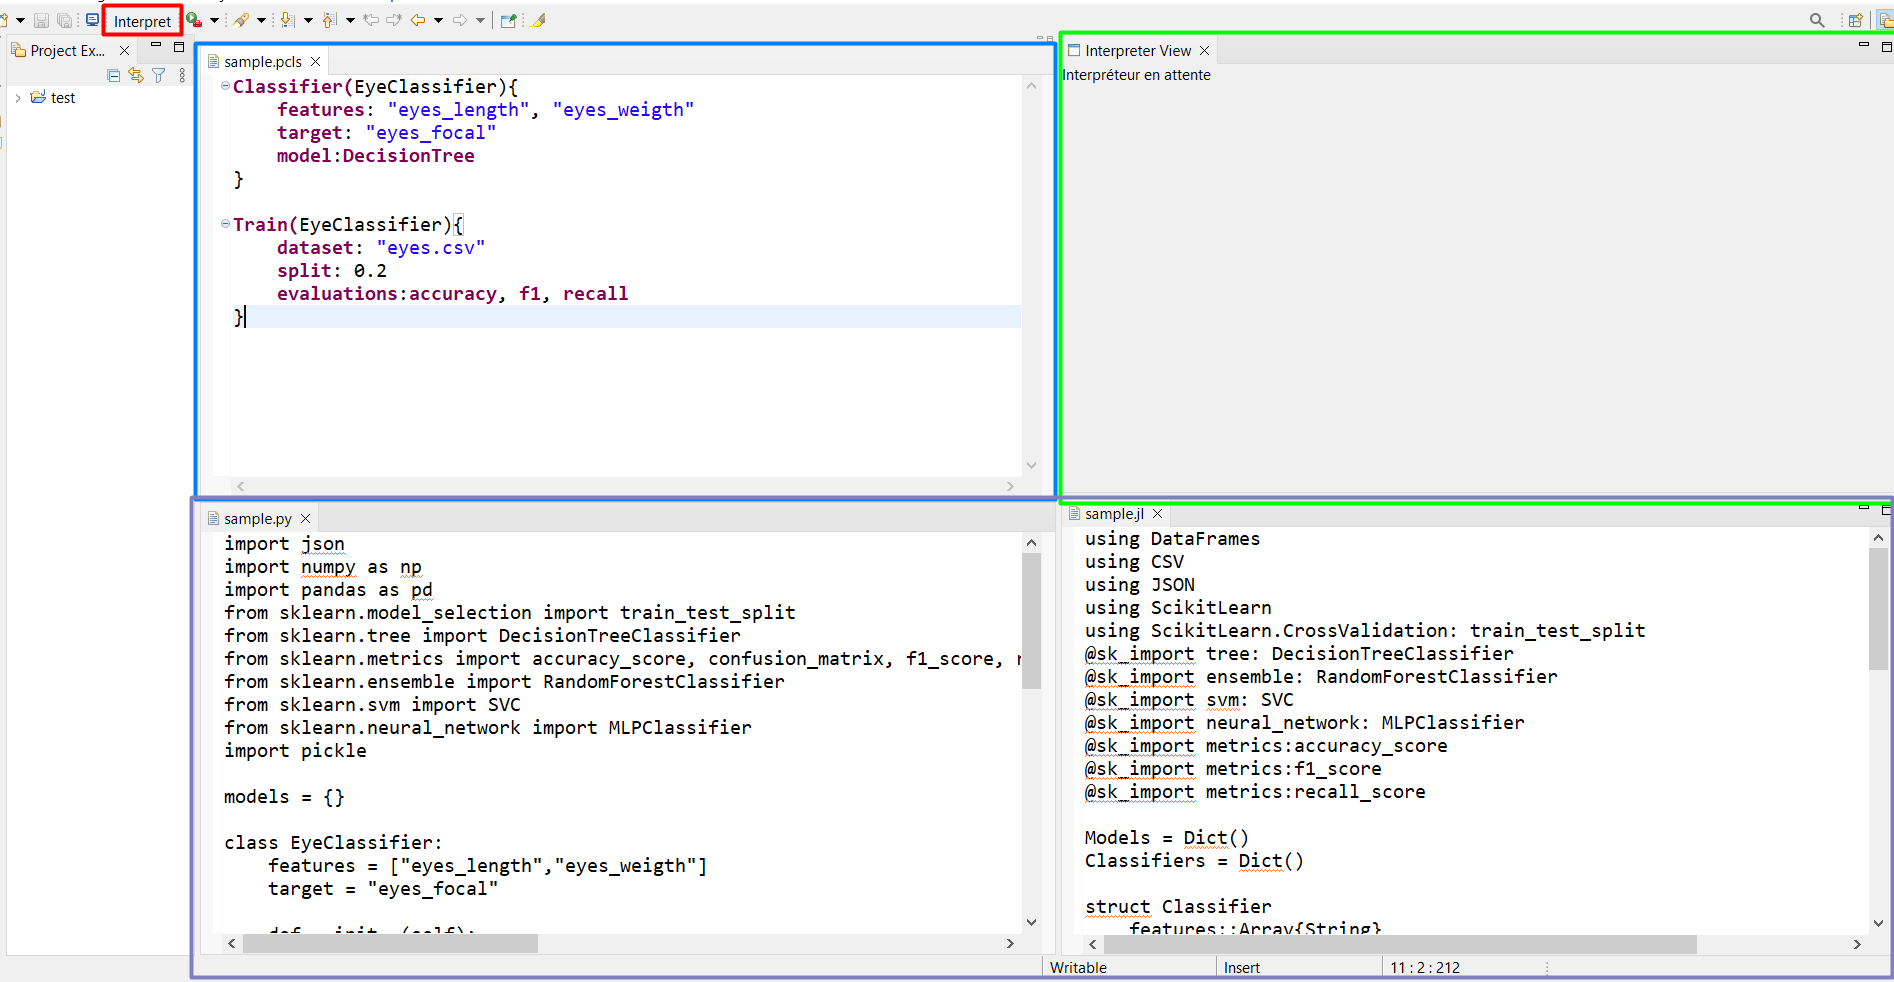 Interpret
Project Ex...
test
sample.pcls
Classifier(EyeClassifier){
    features: "eyes_length", "eyes_weigth"
    target: "eyes_focal"
    model:DecisionTree
}
Train(EyeClassifier){
    dataset: "eyes.csv"
    split: 0.2
    evaluations:accuracy, f1, recall
}
Interpreter View
Interpréteur en attente
sample.py
import json
import numpy as np
import pandas as pd
from sklearn.model_selection import train_test_split
from sklearn.tree import DecisionTreeClassifier
from sklearn.metrics import accuracy_score, confusion_matrix, f1_score,
from sklearn.ensemble import RandomForestClassifier
from sklearn.svm import SVC
from sklearn.neural_network import MLPClassifier
import pickle
models = {}
class EyeClassifier:
    features = ["eyes_length","eyes_weigth"]
    target = "eyes_focal"
sample.jl
using DataFrames
using CSV
using JSON
using ScikitLearn
using ScikitLearn.CrossValidation: train_test_split
@sk_import tree: DecisionTreeClassifier
@sk_import ensemble: RandomForestClassifier
@sk_import svm: SVC
@sk_import neural_network: MLPClassifier
@sk_import metrics:accuracy_score
@sk_import metrics:f1_score
@sk_import metrics:recall_score
Models = Dict()
Classifiers = Dict()
struct Classifier
    features::Array{String}
Writable
Insert
11 : 2 : 212